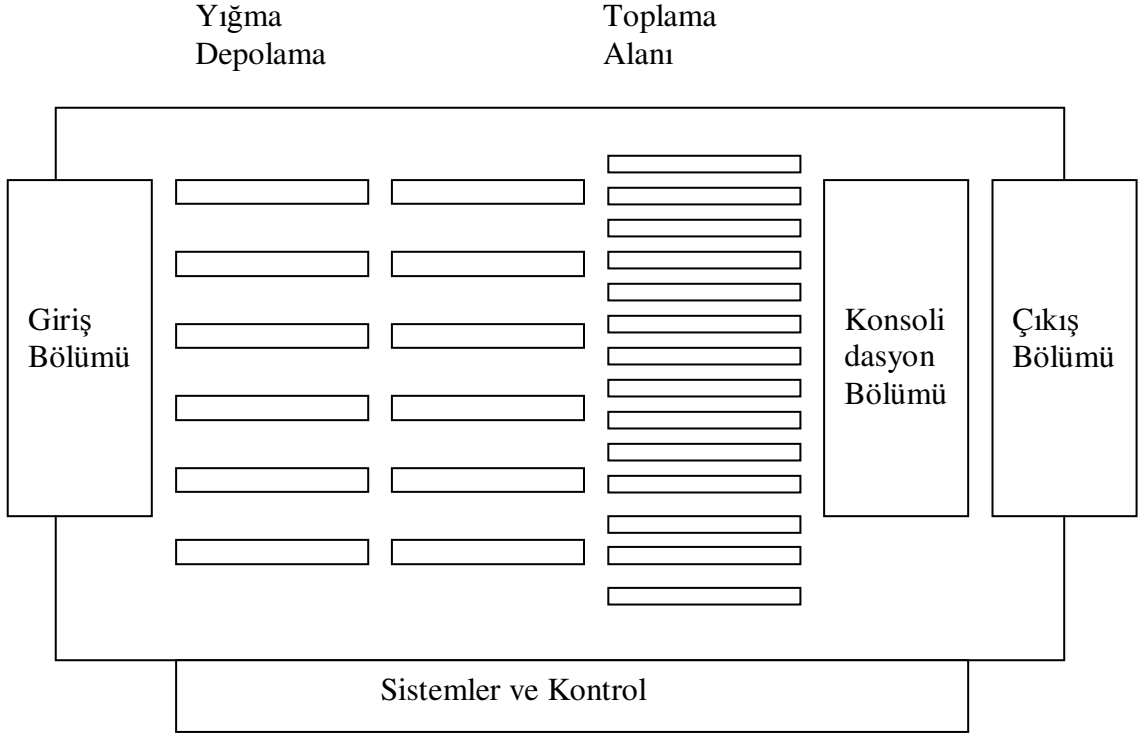 Yığma
Depolama
Toplama
Alanı
Giriş
Bölümü
Konsoli
dasyon
Bölümü
Çıkış
Bölümü
Sistemler ve Kontrol